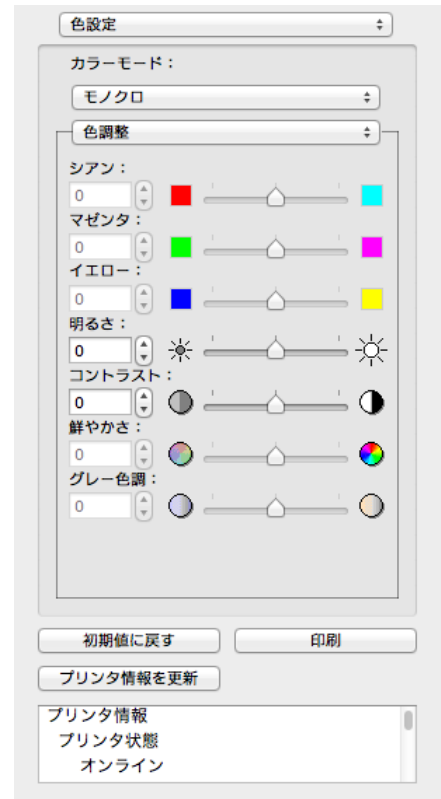 色設定
カラーモード：
モノクロ
色調整
シアン：
0
マゼンタ：
0
イエロー：
0
明るさ：
0
コントラスト：
0
鮮やかさ：
0
グレー色調：
0
初期値に戻す 印刷
プリンタ情報を更新
プリンタ情報
プリンタ状態
オンライン